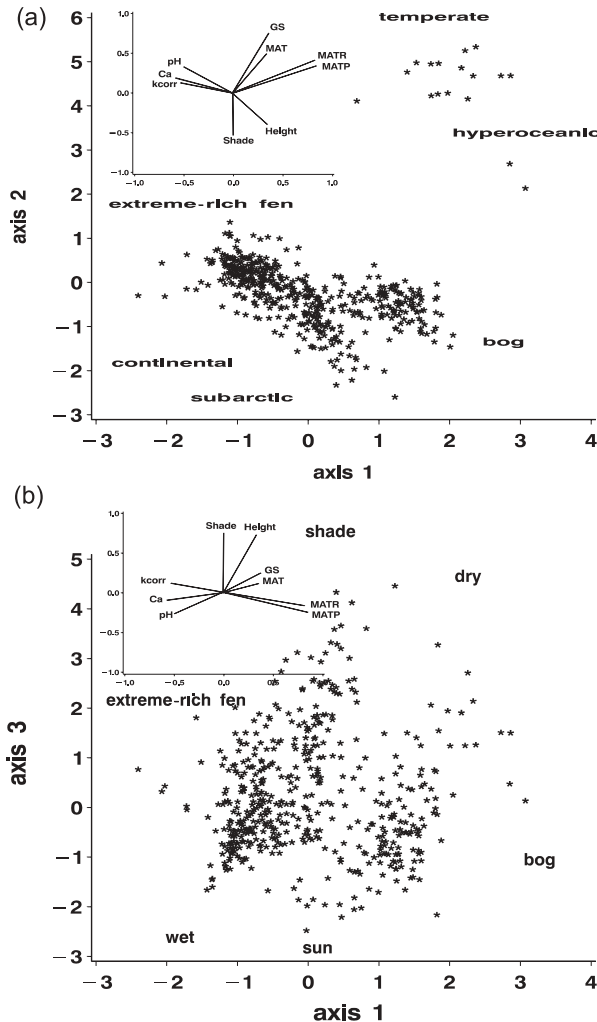 (a)
6
5
4
3
2
1
0
−1
−2
−3
axis 2
temperate
1.0
0.5
0.0
−0.5
−1.0
GS
MAT
MATR
MATP
pH
Ca
kcorr
Height
Shade
−1.0 −0.5 0.0 0.5 1.0
hyperoceanic
extreme-rich fen
continental
subarctic
bog
−3 −2 −1 0 1 2 3 4
axis 1
(b)
5
4
3
2
1
0
−1
−2
−3
axis 3
shade
dry
1.0
0.5
0.0
−0.5
−1.0
Shade
Height
kcorr
GS
MAT
Ca
pH
MATR
MATP
−1.0 −0.5 0.0 0.5
extreme-rich fen
bog
wet
sun
−3 −2 −1 0 1 2 3 4
axis 1